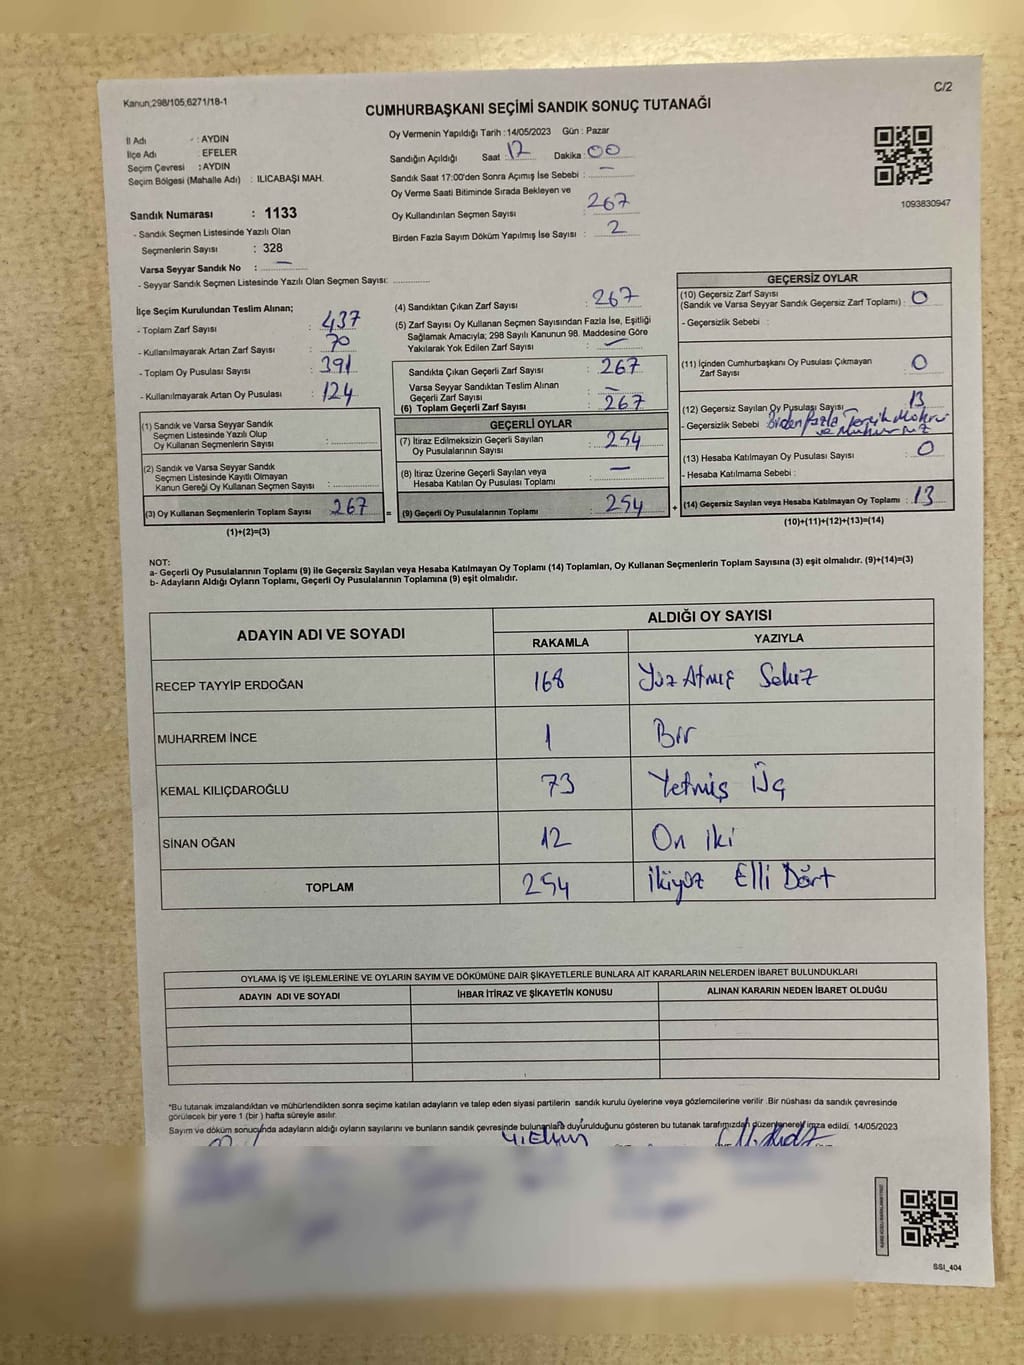 Kanun,298/105,6271/18-1
C/2
CUMHURBAŞKANI SEÇİMİ SANDIK SONUÇ TUTANAĞI
İl Adı : AYDIN
İlçe Adı : EFELER
Seçim Çevresi : AYDIN
Seçim Bölgesi (Mahalle Adı) : ILICABAŞI MAH.
Sandık Numarası : 1133
- Sandık Seçmen Listesinde Yazılı Olan
Seçmenlerin Sayısı : 328
Varsa Seyyar Sandık No : —
- Seyyar Sandık Seçmen Listesinde Yazılı Olan Seçmen Sayısı:
Oy Vermenin Yapıldığı Tarih : 14/05/2023 Gün : Pazar
Sandığın Açıldığı Saat : 17 Dakika : 00
Sandık Saat 17:00'den Sonra Açımış İse Sebebi : —
Oy Verme Saati Bitiminde Sırada Bekleyen ve
Oy Kullandırılan Seçmen Sayısı : 267
Birden Fazla Sayım Döküm Yapılmış İse Sayısı : 2
1093830947
İlçe Seçim Kurulundan Teslim Alınan;
- Toplam Zarf Sayısı : 437
- Kullanılmayarak Artan Zarf Sayısı : 70
- Toplam Oy Pusulası Sayısı : 391
- Kullanılmayarak Artan Oy Pusulası : 124
(1) Sandık ve Varsa Seyyar Sandık
Seçmen Listesinde Yazılı Olup
Oy Kullanan Seçmenlerin Sayısı :
(2) Sandık ve Varsa Seyyar Sandık
Seçmen Listesinde Kayıtlı Olmayan
Kanun Gereği Oy Kullanan Seçmen Sayısı :
(3) Oy Kullanan Seçmenlerin Toplam Sayısı : 267
(1)+(2)=(3)
=
(4) Sandıktan Çıkan Zarf Sayısı : 267
(5) Zarf Sayısı Oy Kullanan Seçmen Sayısından Fazla İse, Eşitliği
Sağlamak Amacıyla; 298 Sayılı Kanunun 98. Maddesine Göre
Yakılarak Yok Edilen Zarf Sayısı : —
Sandıkta Çıkan Geçerli Zarf Sayısı : 267
Varsa Seyyar Sandıktan Teslim Alınan
Geçerli Zarf Sayısı : —
(6) Toplam Geçerli Zarf Sayısı : 267
GEÇERLİ OYLAR
(7) İtiraz Edilmeksizin Geçerli Sayılan
Oy Pusulalarının Sayısı : 254
(8) İtiraz Üzerine Geçerli Sayılan veya
Hesaba Katılan Oy Pusulası Toplamı : —
(9) Geçerli Oy Pusulalarının Toplamı : 254
+
GEÇERSİZ OYLAR
(10) Geçersiz Zarf Sayısı
(Sandık ve Varsa Seyyar Sandık Geçersiz Zarf Toplamı) : 0
- Geçersizlik Sebebi :
(11) İçinden Cumhurbaşkanı Oy Pusulası Çıkmayan
Zarf Sayısı : 0
(12) Geçersiz Sayılan Oy Pusulası Sayısı : 13
- Geçersizlik Sebebi : Birden fazla Tercih
(13) Hesaba Katılmayan Oy Pusulası Sayısı : 0
- Hesaba Katılmama Sebebi :
(14) Geçersiz Sayılan veya Hesaba Katılmayan Oy Toplamı : 13
(10)+(11)+(12)+(13)=(14)
NOT:
a- Geçerli Oy Pusulalarının Toplamı (9) ile Geçersiz Sayılan veya Hesaba Katılmayan Oy Toplamı (14) Toplamları, Oy Kullanan Seçmenlerin Toplam Sayısına (3) eşit olmalıdır. (9)+(14)=(3)
b- Adayların Aldığı Oyların Toplamı, Geçerli Oy Pusulalarının Toplamına (9) eşit olmalıdır.
ADAYIN ADI VE SOYADI ALDIĞI OY SAYISI
RAKAMLA YAZIYLA
RECEP TAYYİP ERDOĞAN 168 Yüz Atmış Sekiz
MUHARREM İNCE 1 Bir
KEMAL KILIÇDAROĞLU 73 Yetmiş Üç
SİNAN OĞAN 12 On iki
TOPLAM 254 İkiyüz Elli Dört
OYLAMA İŞ VE İŞLEMLERİNE VE OYLARIN SAYIM VE DÖKÜMÜNE DAİR ŞİKAYETLERLE BUNLARA AİT KARARLARIN NELERDEN İBARET BULUNDUKLARI
ADAYIN ADI VE SOYADI İHBAR İTİRAZ VE ŞİKAYETİN KONUSU ALINAN KARARIN NEDEN İBARET OLDUĞU
*Bu tutanak imzalandıktan ve mühürlendikten sonra seçime katılan adayların ve talep eden siyasi partilerin sandık kurulu üyelerine veya gözlemcilerine verilir .Bir nüshası da sandık çevresinde
görülecek bir yere 1 (bir ) hafta süreyle asılır.
Sayım ve döküm sonucunda adayların aldığı oyların sayılarını ve bunların sandık çevresinde bulunanlara duyurulduğunu gösteren bu tutanak tarafımızdan düzenlenerek imza edildi. 14/05/2023
SSI_404